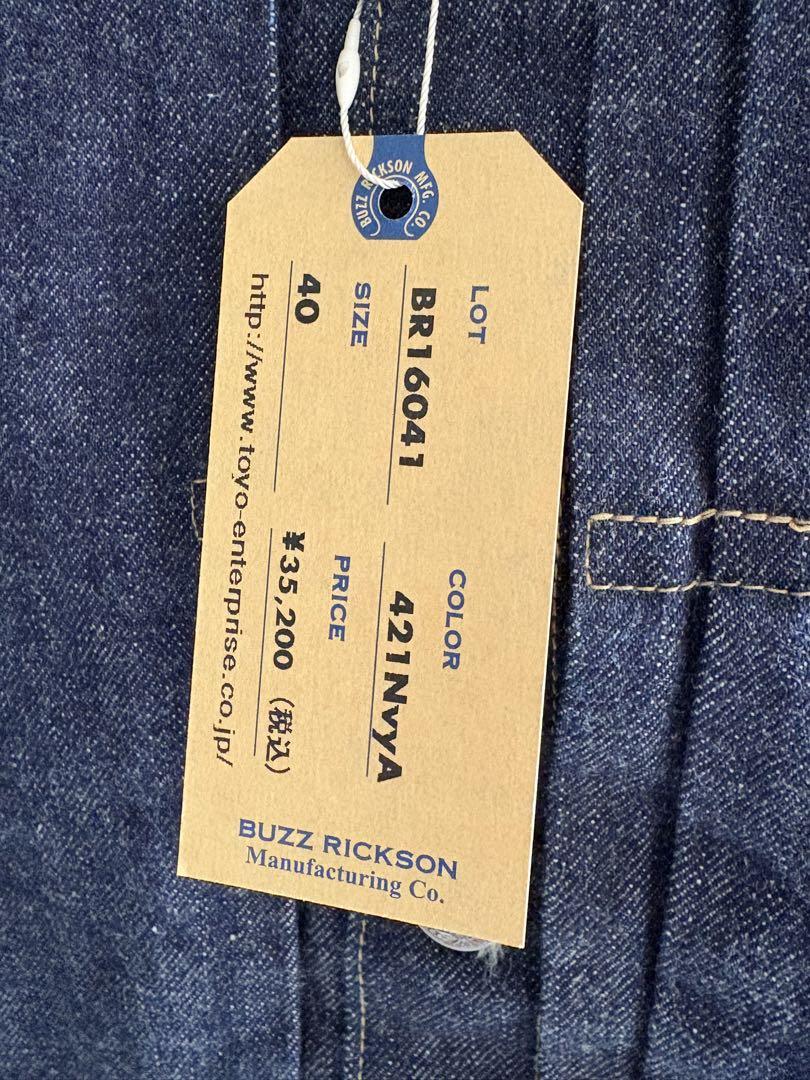 BUZZ RICKSON MFG. CO.
LOT
BR16041
COLOR
421NvyA
SIZE
40
PRICE
¥35,200 (税込)
http://www.toyo-enterprise.co.jp/
BUZZ RICKSON
Manufacturing Co.